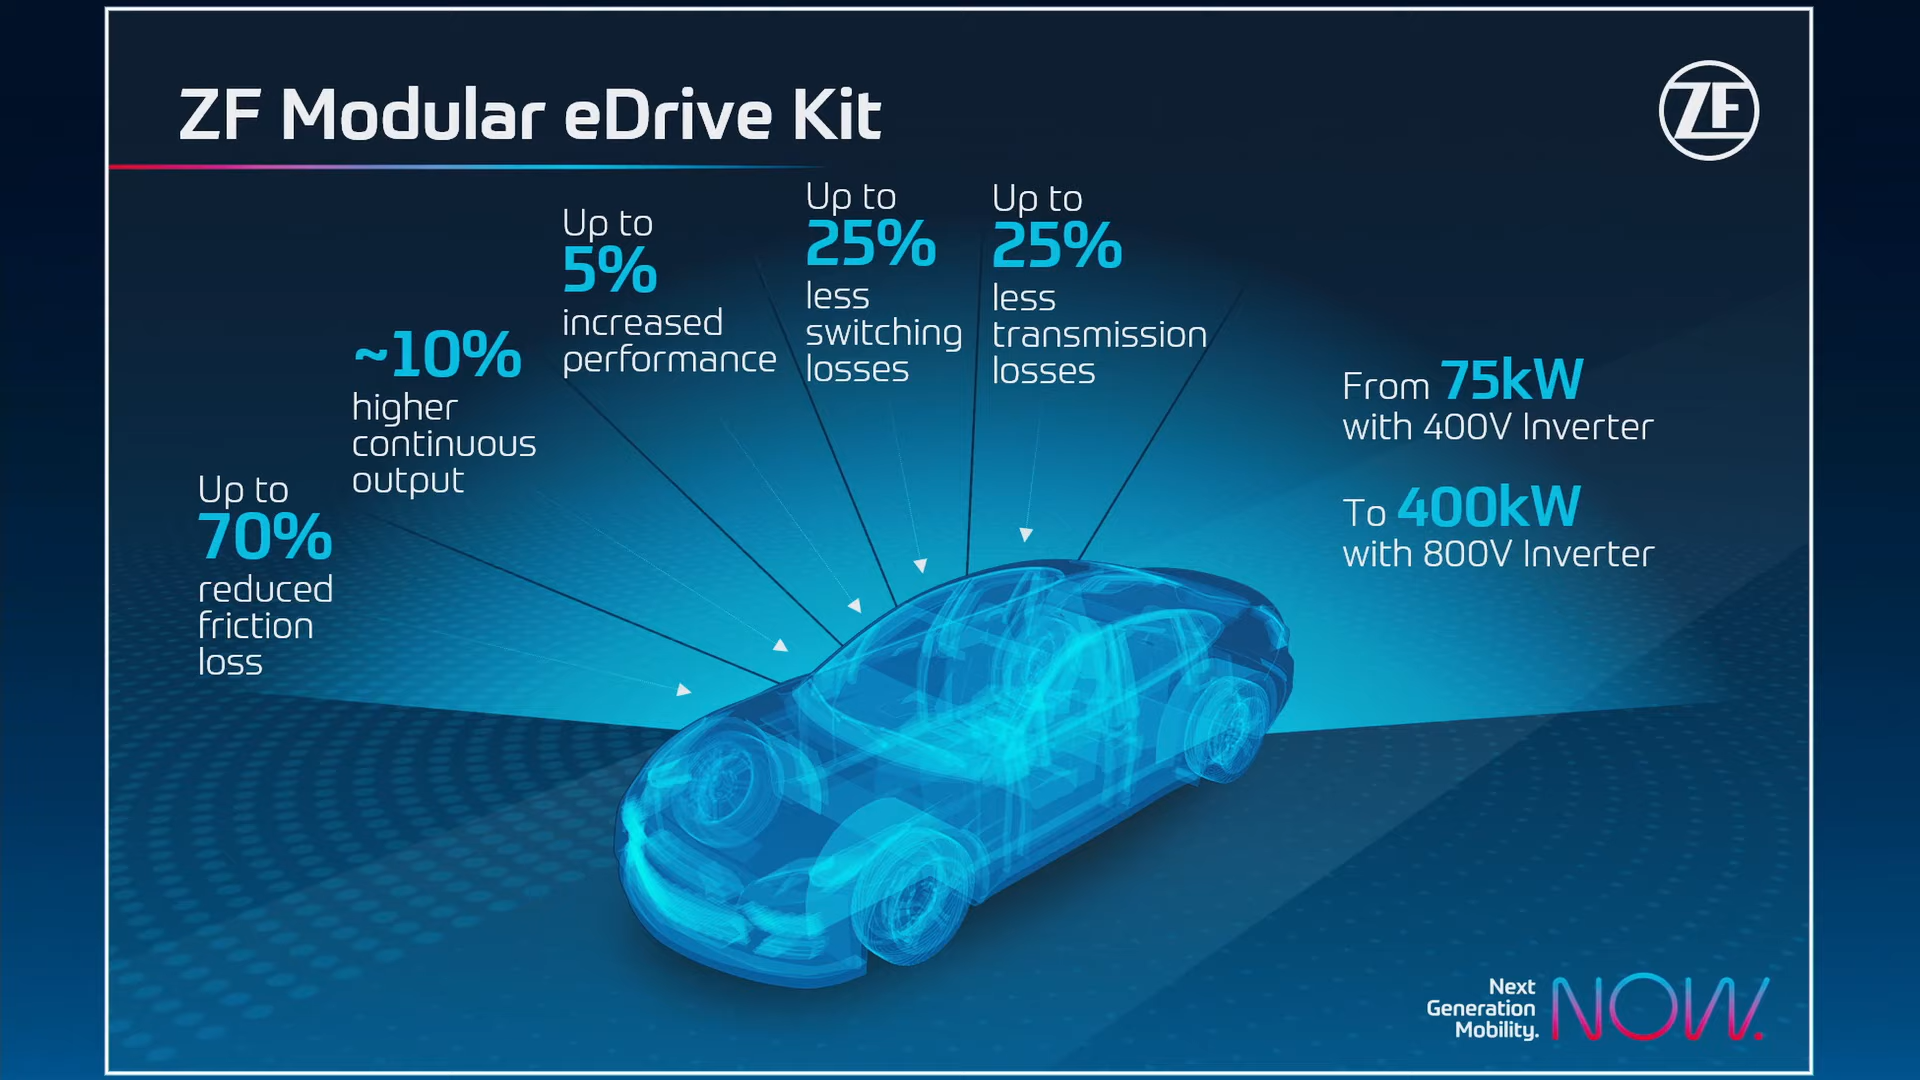 ZF Modular eDrive Kit
ZF
Up to
70%
reduced
friction
loss
~10%
higher
continuous
output
Up to
5%
increased
performance
Up to
25%
less
switching
losses
Up to
25%
less
transmission
losses
From 75kW
with 400V Inverter
To 400kW
with 800V Inverter
Next
Generation
Mobility.
NOW.